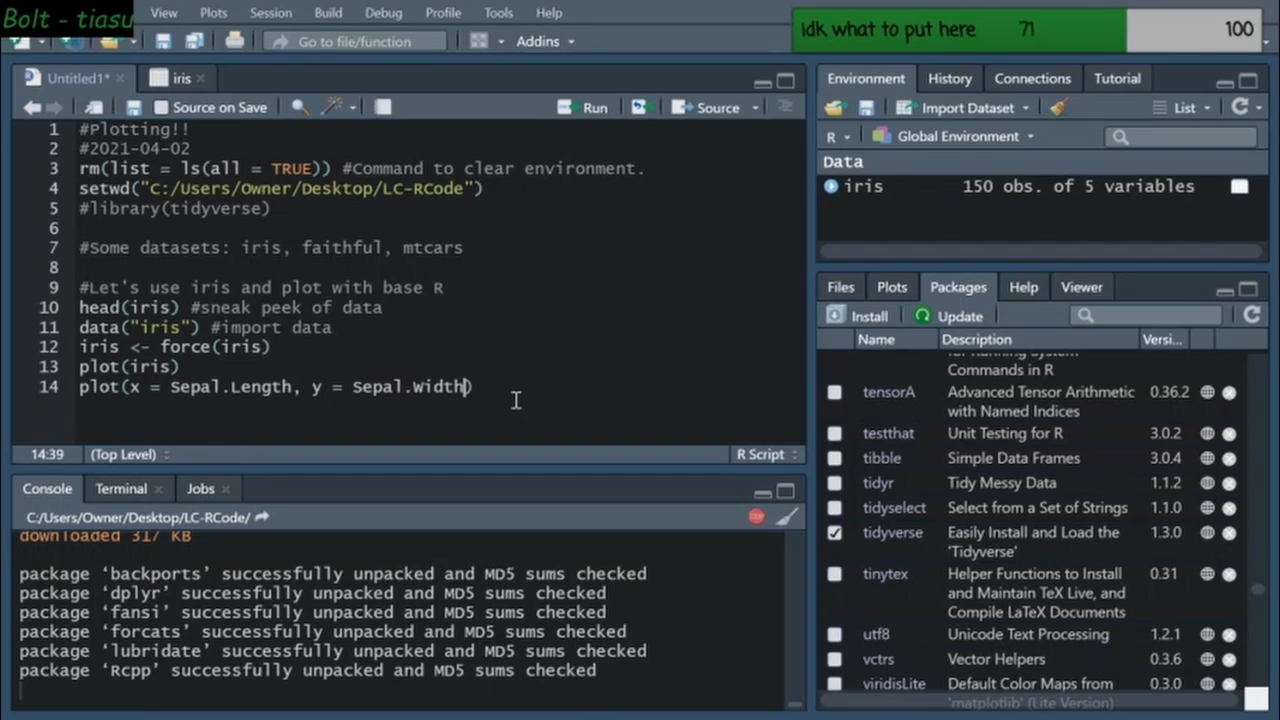 Bolt - tiasu
View Plots Session Build Debug Profile Tools Help
Idk what to put here 71 100
Go to file/function Addins
Untitled1* iris
Source on Save Run Source
1 #Plotting!!
2 #2021-04-02
3 rm(list = ls(all = TRUE)) #Command to clear environment.
4 setwd("C:/Users/Owner/Desktop/LC-RCode")
5 #library(tidyverse)
6
7 #Some datasets: iris, faithful, mtcars
8
9 #Let's use iris and plot with base R
10 head(iris) #sneak peek of data
11 data("iris") #import data
12 iris <- force(iris)
13 plot(iris)
14 plot(x = Sepal.Length, y = Sepal.Width)
14:39 (Top Level) R Script
Console Terminal Jobs
C:/Users/Owner/Desktop/LC-RCode/
downloaded 317 KB
package ‘backports’ successfully unpacked and MD5 sums checked
package ‘dplyr’ successfully unpacked and MD5 sums checked
package ‘fansi’ successfully unpacked and MD5 sums checked
package ‘forcats’ successfully unpacked and MD5 sums checked
package ‘lubridate’ successfully unpacked and MD5 sums checked
package ‘Rcpp’ successfully unpacked and MD5 sums checked
Environment History Connections Tutorial
Import Dataset List
R Global Environment
Data
iris 150 obs. of 5 variables
Files Plots Packages Help Viewer
Install Update
Name Description Versi...
for Running System
Commands in R
tensorA Advanced Tensor Arithmetic 0.36.2
with Named Indices
testthat Unit Testing for R 3.0.2
tibble Simple Data Frames 3.0.4
tidyr Tidy Messy Data 1.1.2
tidyselect Select from a Set of Strings 1.1.0
tidyverse Easily Install and Load the 1.3.0
'Tidyverse'
tinytex Helper Functions to Install 0.31
and Maintain TeX Live, and
Compile LaTeX Documents
utf8 Unicode Text Processing 1.2.1
vctrs Vector Helpers 0.3.6
viridisLite Default Color Maps from 0.3.0
'matplotlib' (Lite Version)